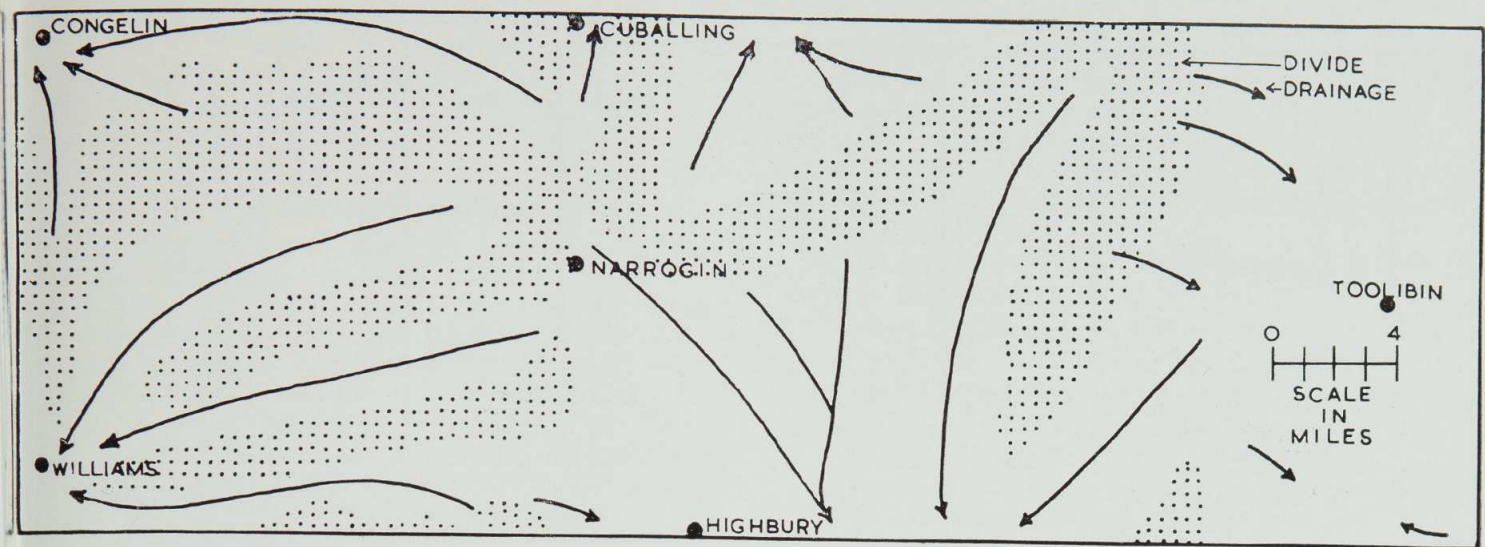 CONGELIN
CUBALLING
DIVIDE
DRAINAGE
NARROGIN
TOOLIBIN
0 4
SCALE
IN
MILES
WILLIAMS
HIGHBURY